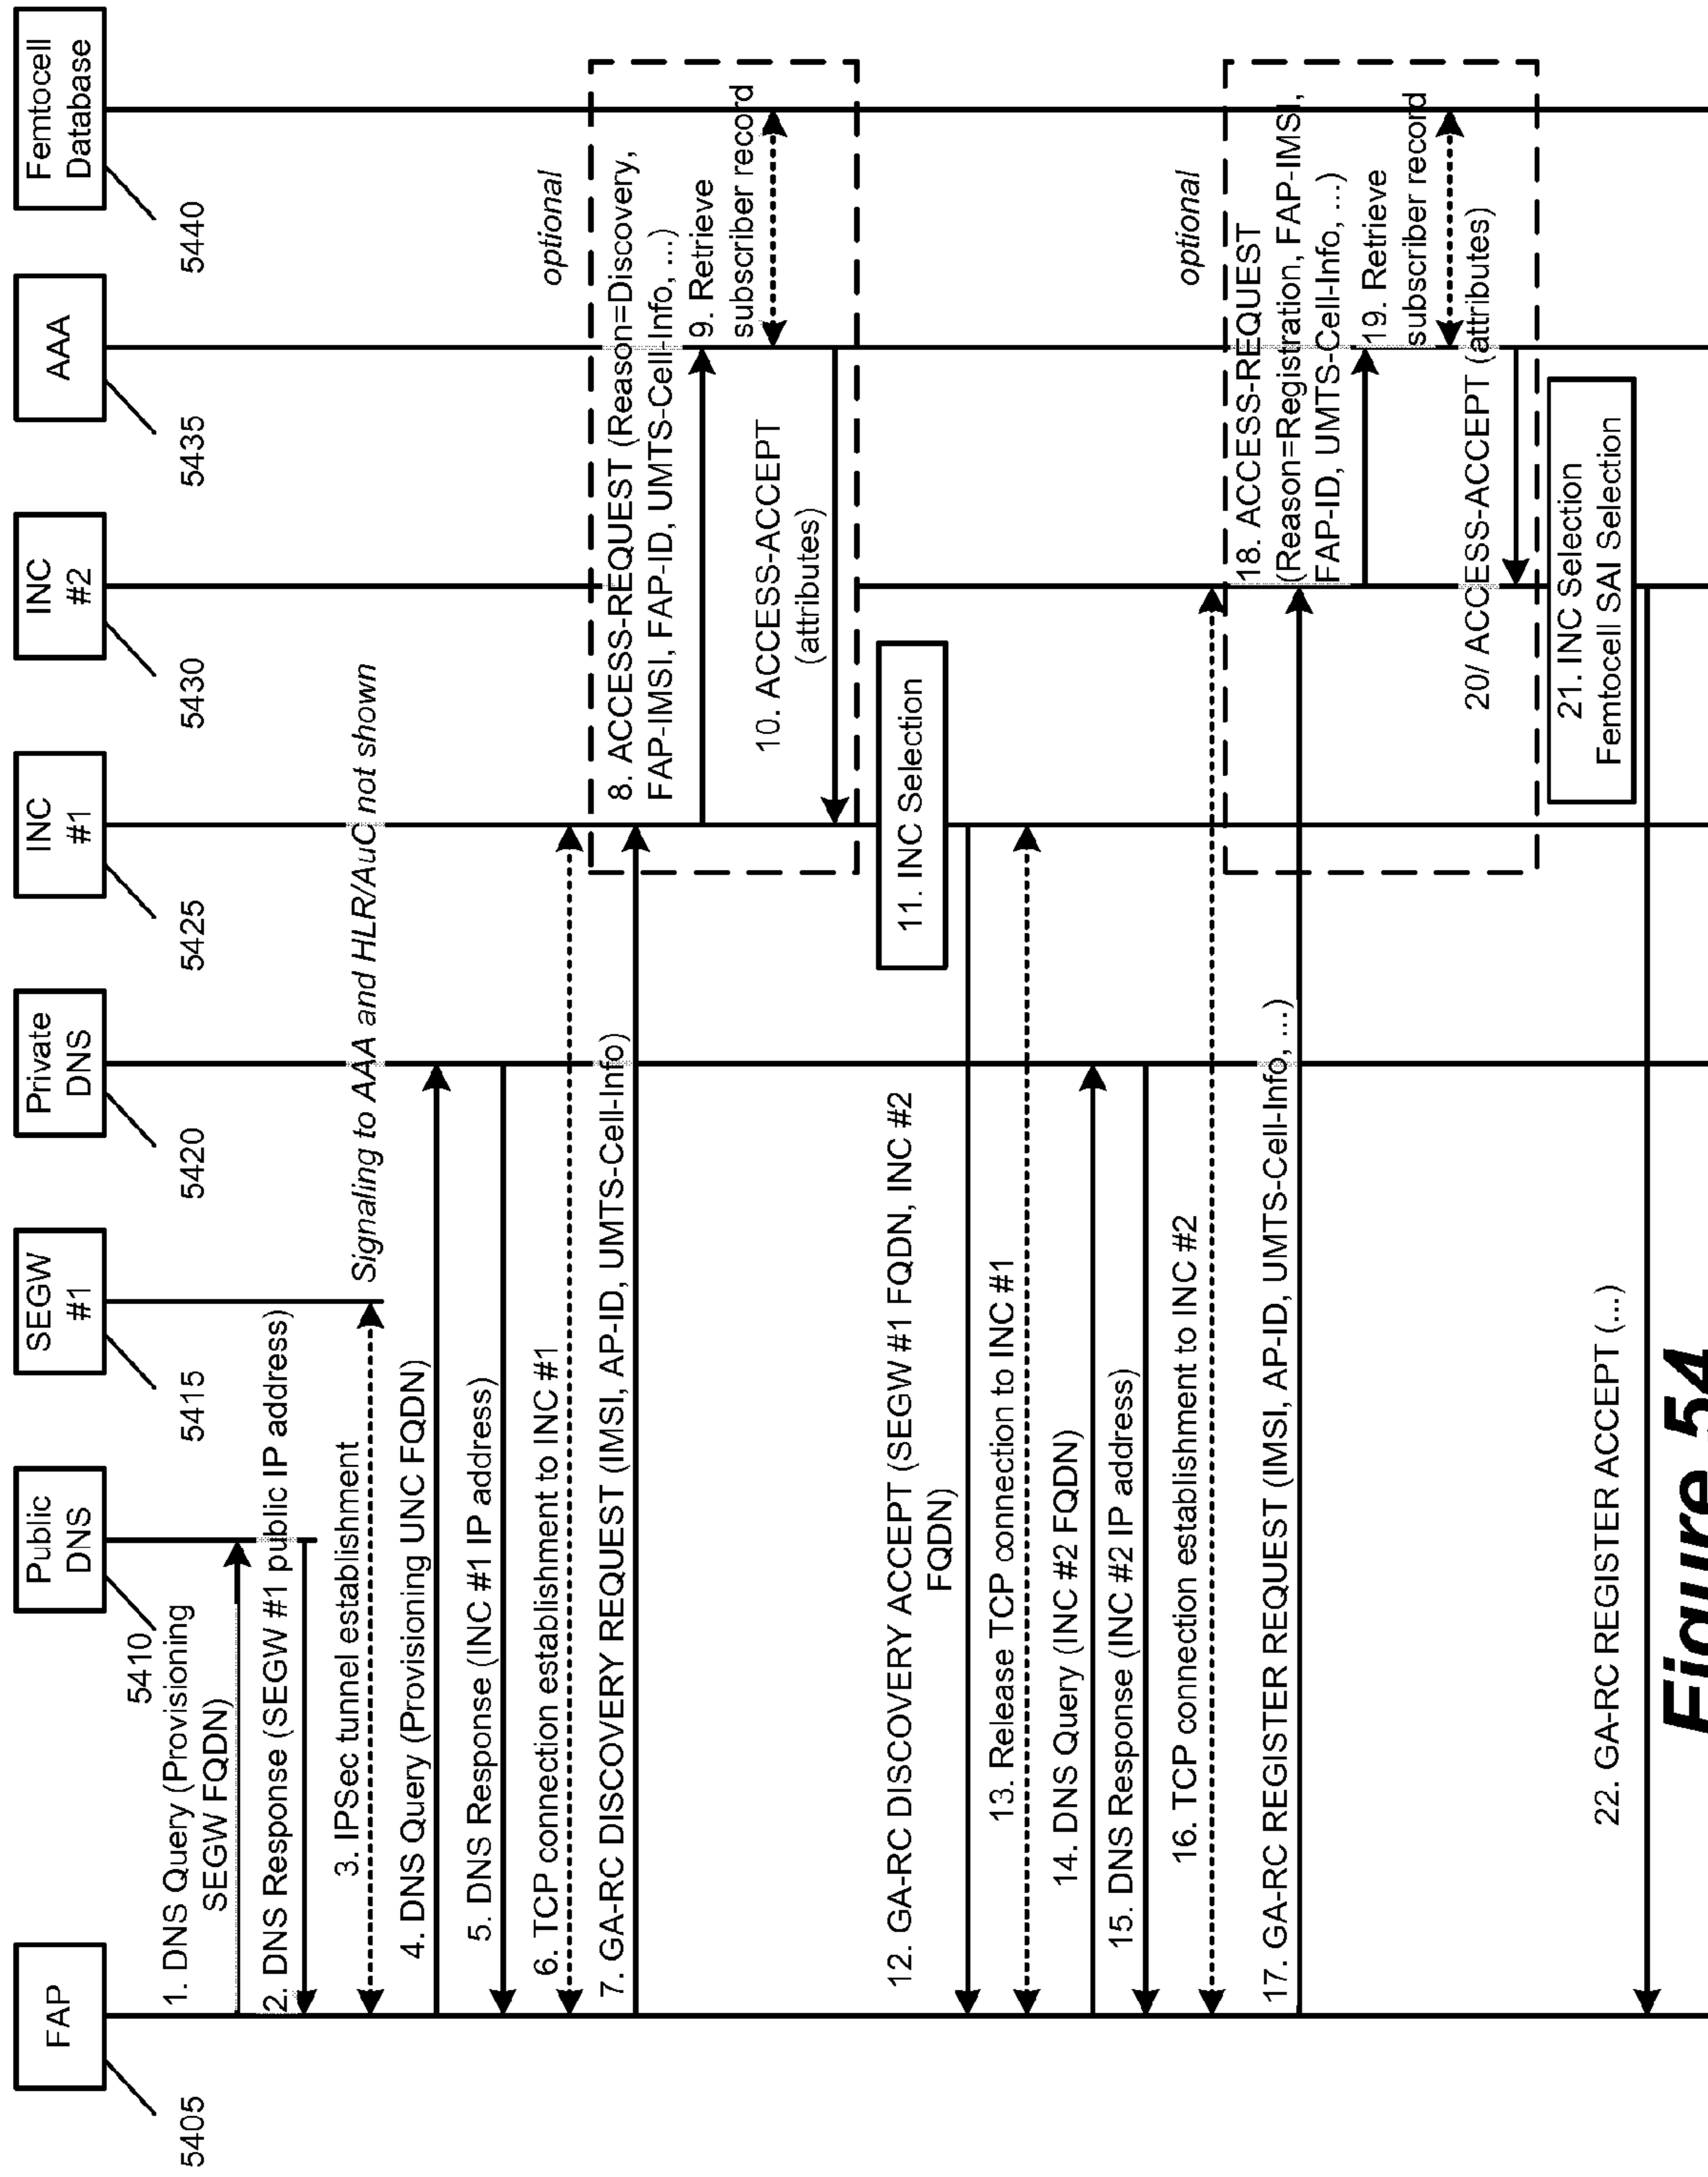 FAP
Public
DNS
SEGW
#1
Private
DNS
INC
#1
INC
#2
AAA
Femtocell
Database
5405
5410
5415
5420
5425
5430
5435
5440
1. DNS Query (Provisioning
SEGW FQDN)
2. DNS Response (SEGW #1 public IP address)
3. IPSec tunnel establishment
Signaling to AAA and HLR/AuC not shown
4. DNS Query (Provisioning UNC FQDN)
5. DNS Response (INC #1 IP address)
6. TCP connection establishment to INC #1
7. GA-RC DISCOVERY REQUEST (IMSI, AP-ID, UMTS-Cell-Info)
optional
8. ACCESS-REQUEST (Reason=Discovery,
FAP-IMSI, FAP-ID, UMTS-Cell-Info, ...)
9. Retrieve
subscriber record
10. ACCESS-ACCEPT
(attributes)
11. INC Selection
12. GA-RC DISCOVERY ACCEPT (SEGW #1 FQDN, INC #2
FQDN)
13. Release TCP connection to INC #1
14. DNS Query (INC #2 FQDN)
15. DNS Response (INC #2 IP address)
16. TCP connection establishment to INC #2
17. GA-RC REGISTER REQUEST (IMSI, AP-ID, UMTS-Cell-Info, ...)
optional
18. ACCESS-REQUEST
(Reason=Registration, FAP-IMSI,
FAP-ID, UMTS-Cell-Info, ...)
19. Retrieve
subscriber record
20/ ACCESS-ACCEPT (attributes)
21. INC Selection
Femtocell SAI Selection
22. GA-RC REGISTER ACCEPT (...)
Figure 54